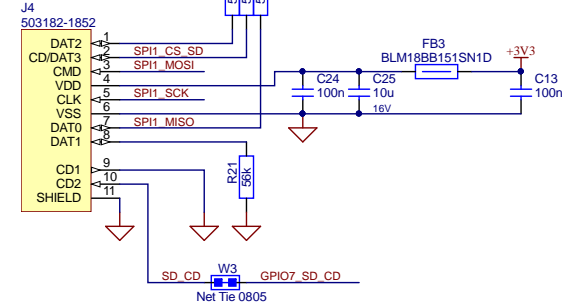 J4
503182-1852
DAT2 1
CD/DAT3 2 SPI1_CS_SD
CMD 3 SPI1_MOSI
VDD 4
CLK 5 SPI1_SCK
VSS 6
DAT0 7 SPI1_MISO
DAT1 8
CD1 9
CD2 10
SHIELD 11
R21
56k
C24
100n
C25
10u
16V
FB3
BLM18BB151SN1D
+3V3
C13
100n
SD_CD W3 GPIO7_SD_CD
Net Tie 0805